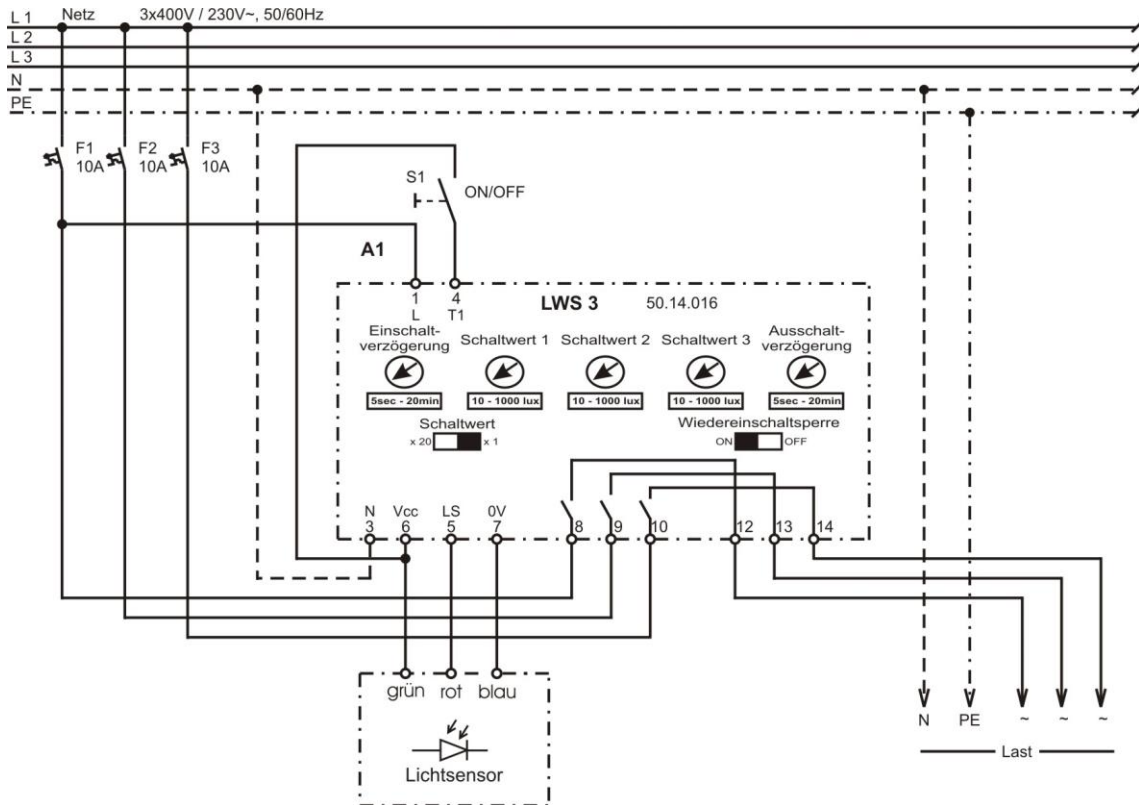 L 1 Netz 3x400V / 230V~, 50/60Hz
L 2
L 3
N
PE
F1 10A
F2 10A
F3 10A
S1
ON/OFF
A1
1
L
4
T1
LWS 3 50.14.016
Einschalt-
verzögerung
Schaltwert 1
Schaltwert 2
Schaltwert 3
Ausschalt-
verzögerung
5sec - 20min
10 - 1000 lux
10 - 1000 lux
10 - 1000 lux
5sec - 20min
Schaltwert
x 20 x 1
Wiedereinschaltsperre
ON OFF
N Vcc LS 0V
3 6 5 7 8 9 10 12 13 14
grün rot blau
Lichtsensor
N PE ~ ~ ~
Last